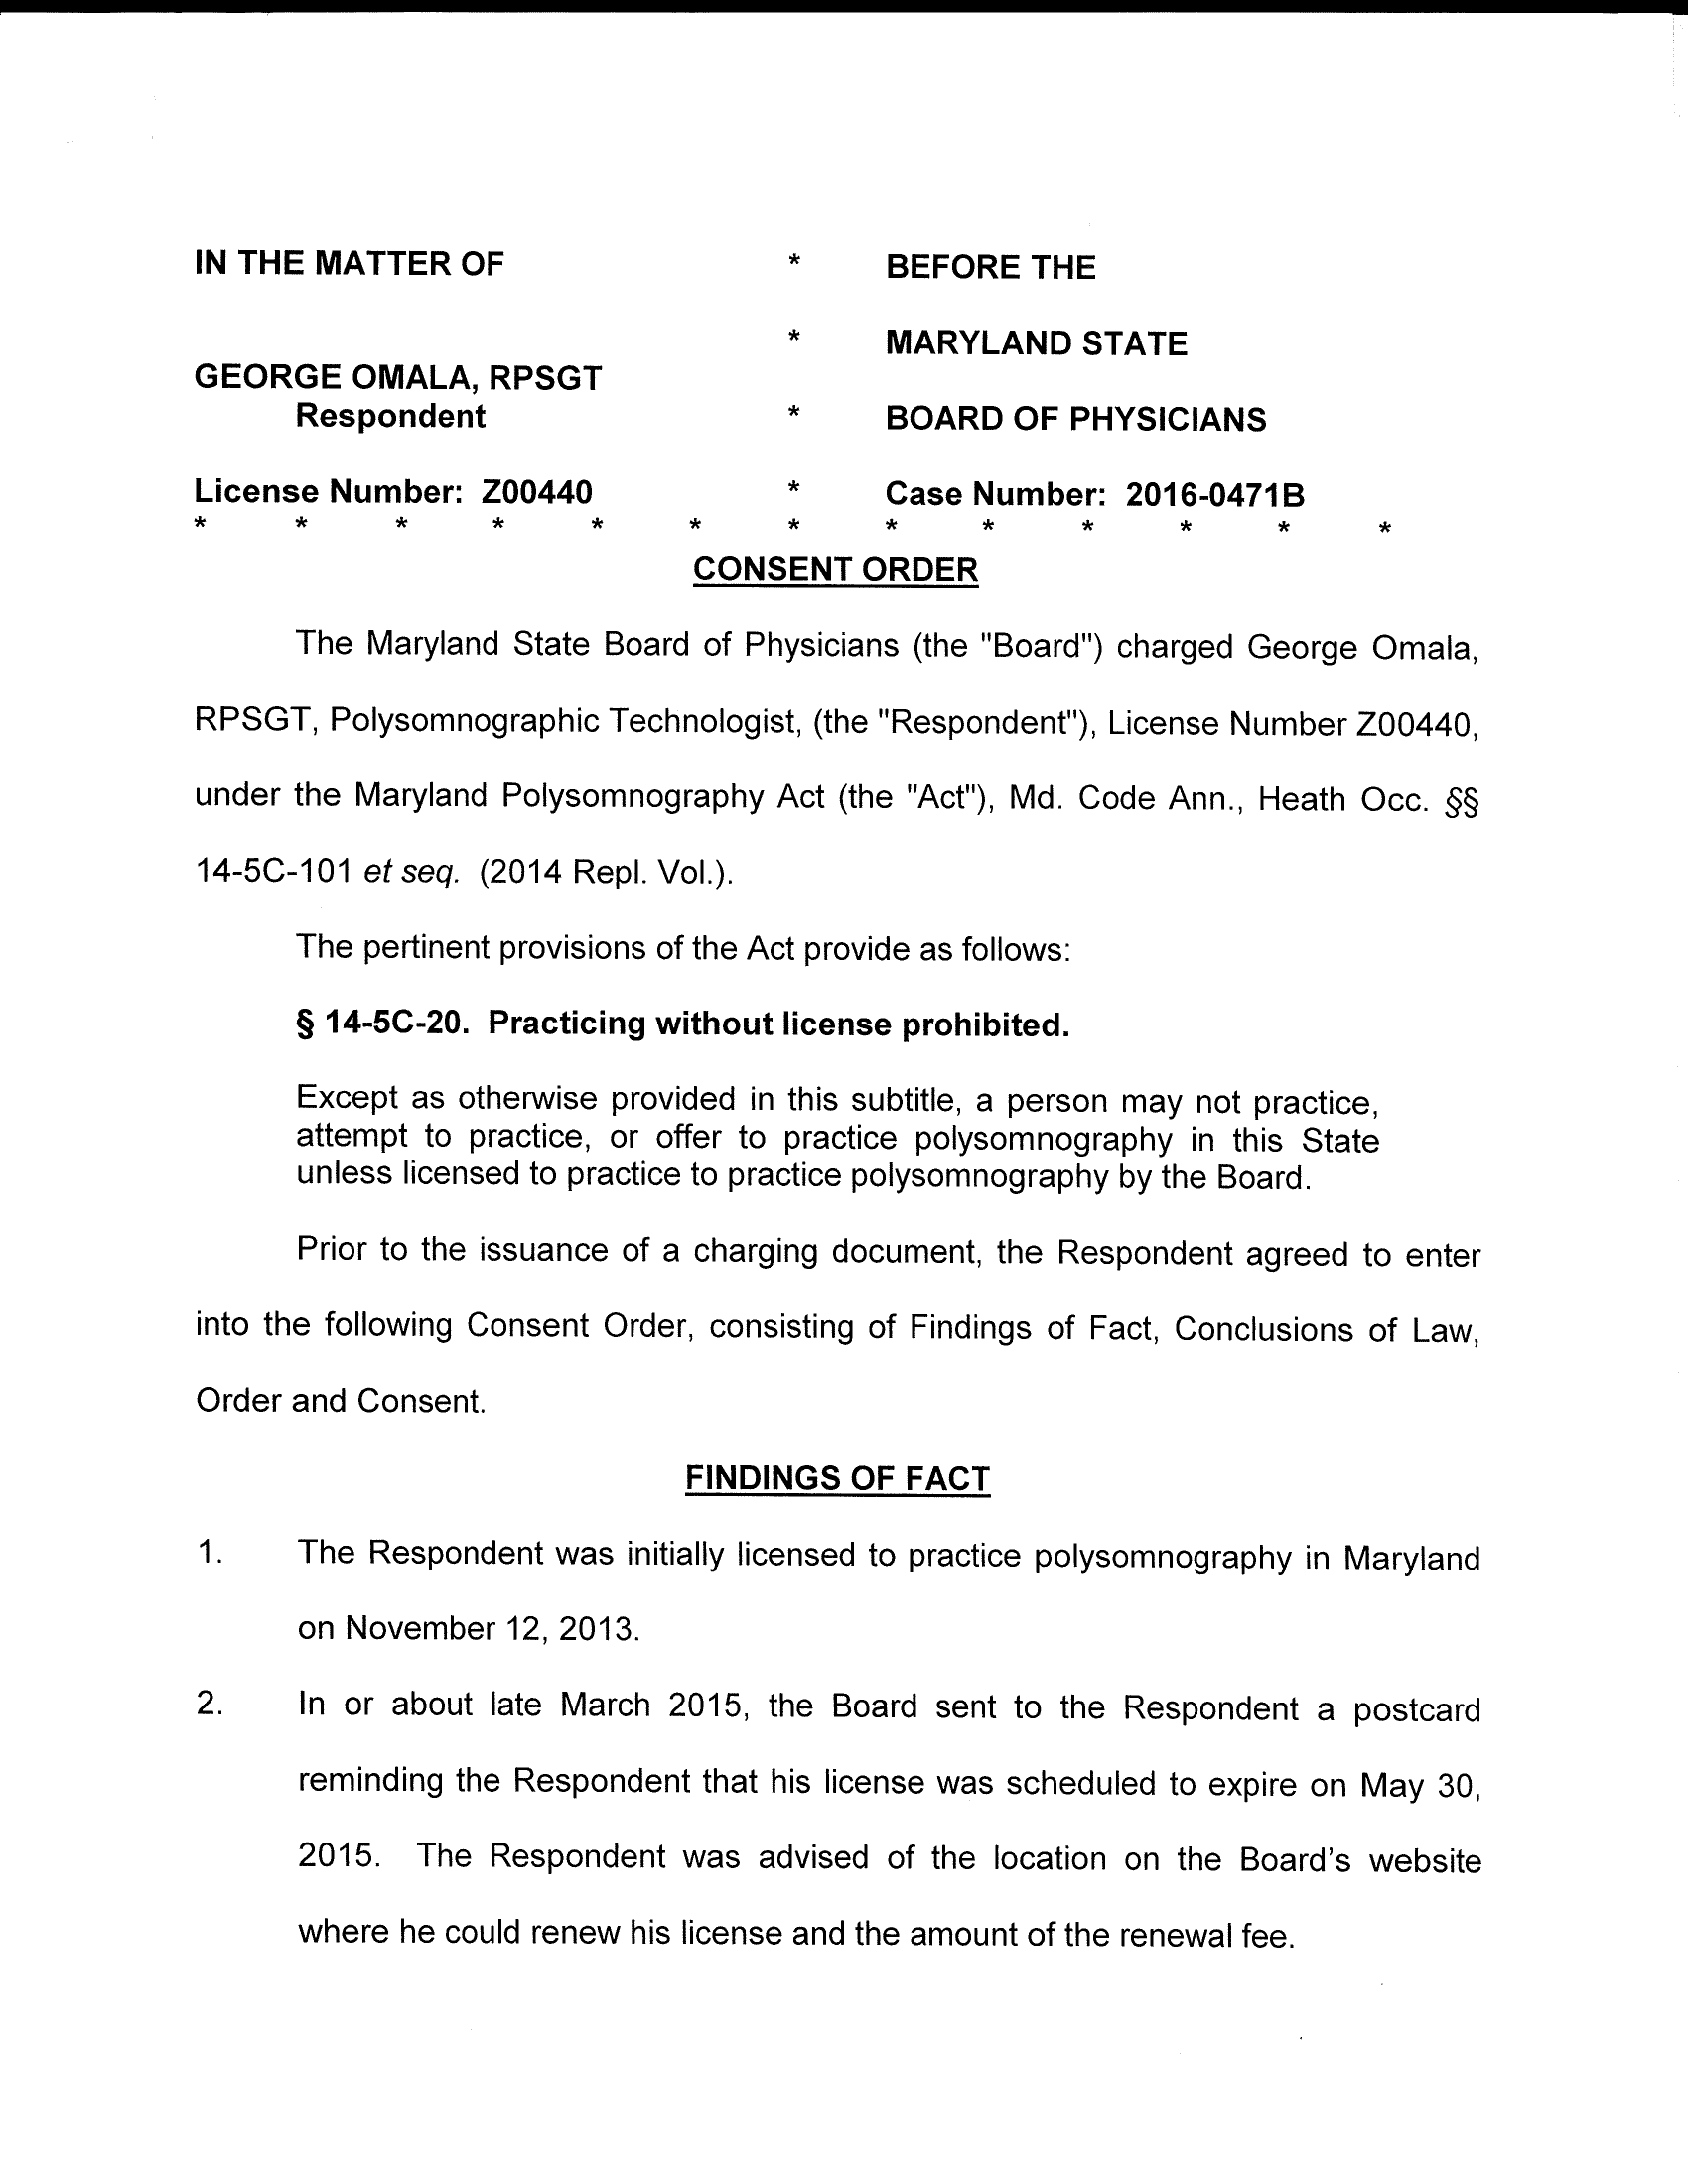 IN THE MATTER OF * BEFORE THE
* MARYLAND STATE
GEORGE OMALA, RPSGT
Respondent * BOARD OF PHYSICIANS
License Number: Z00440 * Case Number: 2016-0471B
* * * * * * * * * * * * *
CONSENT ORDER
The Maryland State Board of Physicians (the "Board") charged George Omala,
RPSGT, Polysomnographic Technologist, (the "Respondent"), License Number Z00440,
under the Maryland Polysomnography Act (the "Act"), Md. Code Ann., Heath Occ. §§
14-5C-101 et seq. (2014 Repl. Vol.).
The pertinent provisions of the Act provide as follows:
§ 14-5C-20. Practicing without license prohibited.
Except as otherwise provided in this subtitle, a person may not practice,
attempt to practice, or offer to practice polysomnography in this State
unless licensed to practice to practice polysomnography by the Board.
Prior to the issuance of a charging document, the Respondent agreed to enter
into the following Consent Order, consisting of Findings of Fact, Conclusions of Law,
Order and Consent.
FINDINGS OF FACT
1. The Respondent was initially licensed to practice polysomnography in Maryland
on November 12, 2013.
2. In or about late March 2015, the Board sent to the Respondent a postcard
reminding the Respondent that his license was scheduled to expire on May 30,
2015. The Respondent was advised of the location on the Board's website
where he could renew his license and the amount of the renewal fee.